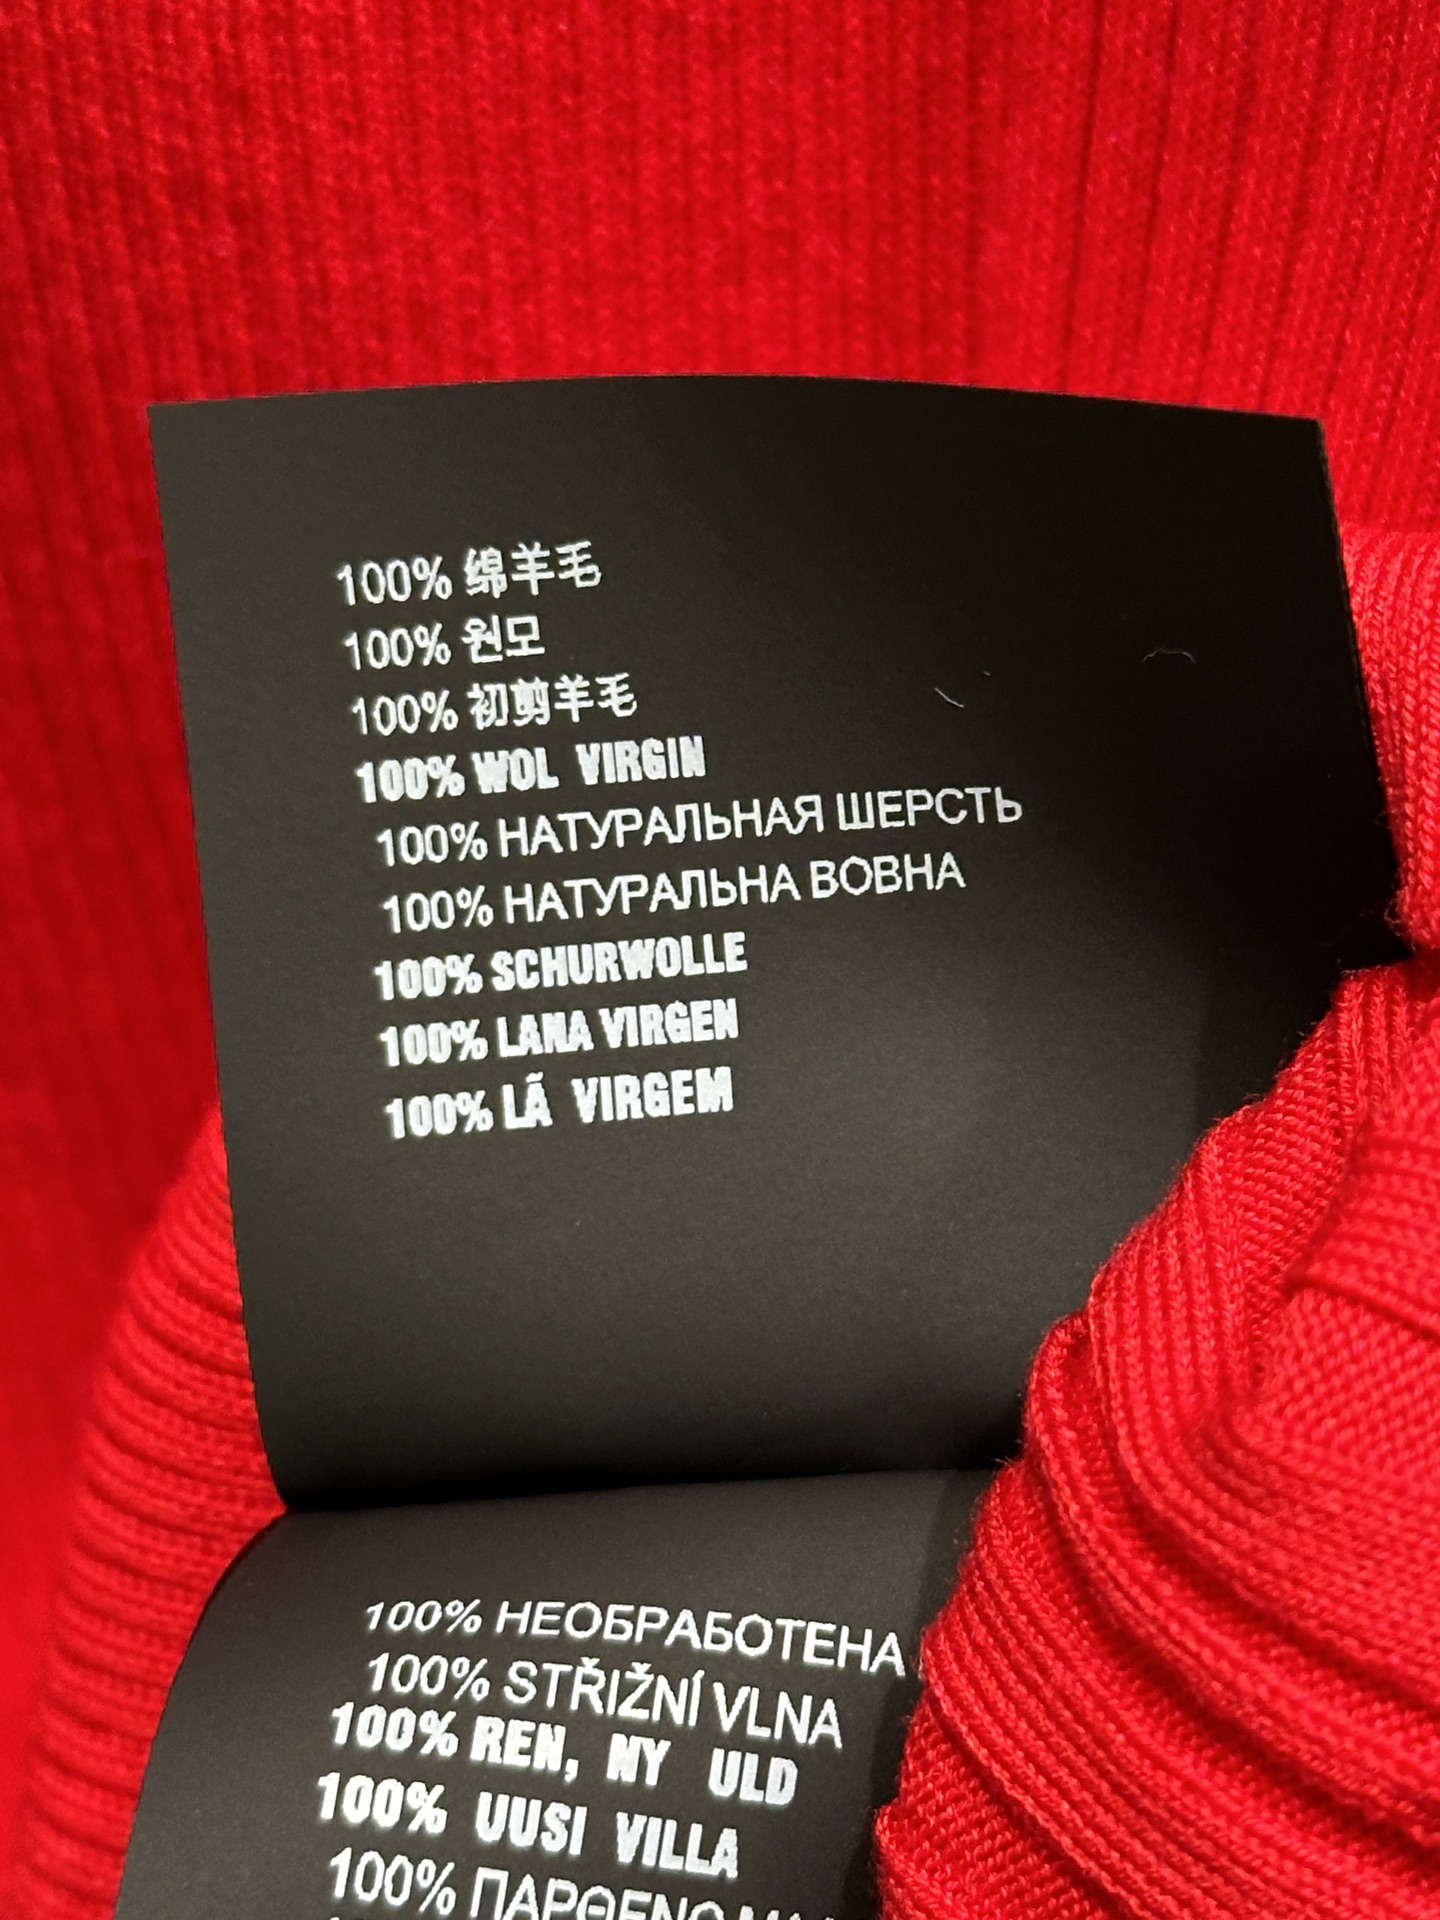 100% 绵羊毛
100% 원모
100% 初剪羊毛
100% WOL VIRGIN
100% НАТУРАЛЬНАЯ ШЕРСТЬ
100% НАТУРАЛЬНА ВОВНА
100% SCHURWOLLE
100% LANA VIRGEN
100% LÃ VIRGEM
100% НЕОБРАБОТЕНА
100% STŘIŽNÍ VLNA
100% REN, NY ULD
100% UUSI VILLA
100% ΠΑΡΘΕΝΟ